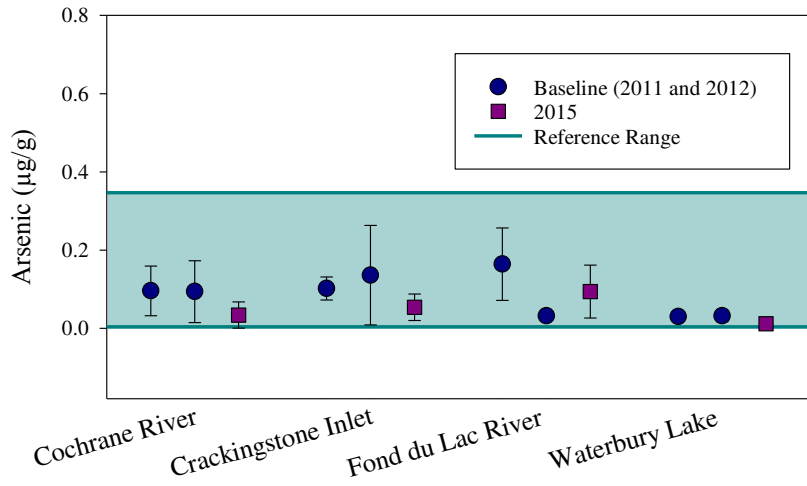 0.8
0.6
0.4
0.2
0.0
Arsenic (µg/g)
Baseline (2011 and 2012)
2015
Reference Range
Cochrane River
Crackingstone Inlet
Fond du Lac River
Waterbury Lake